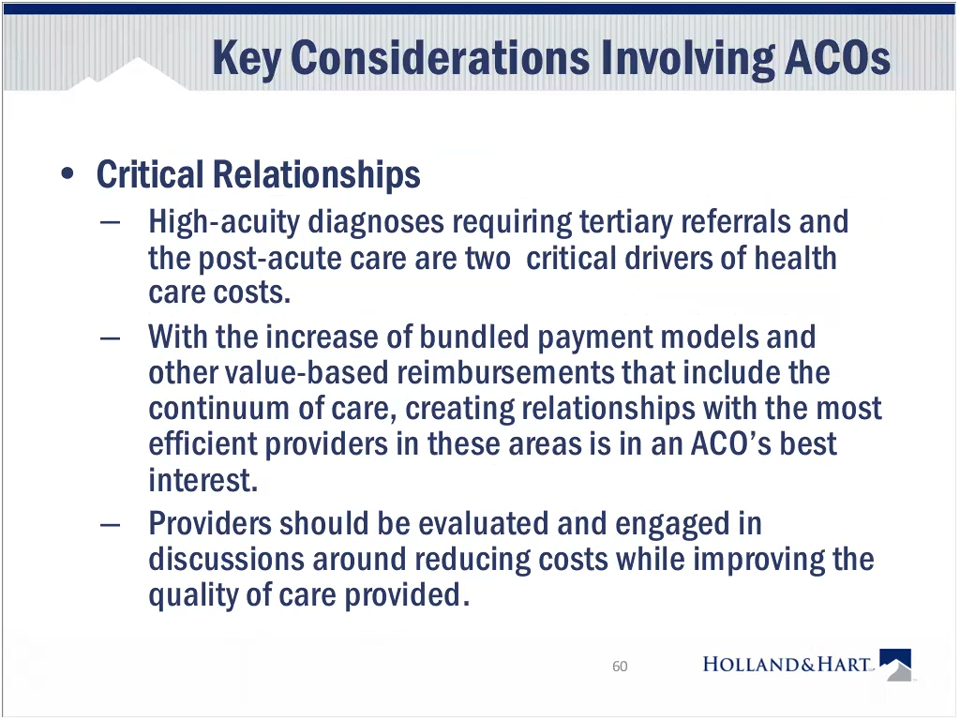 Key Considerations Involving ACOs
• Critical Relationships
– High-acuity diagnoses requiring tertiary referrals and
the post-acute care are two  critical drivers of health
care costs.
– With the increase of bundled payment models and
other value-based reimbursements that include the
continuum of care, creating relationships with the most
efficient providers in these areas is in an ACO’s best
interest.
– Providers should be evaluated and engaged in
discussions around reducing costs while improving the
quality of care provided.
60
HOLLAND&HART